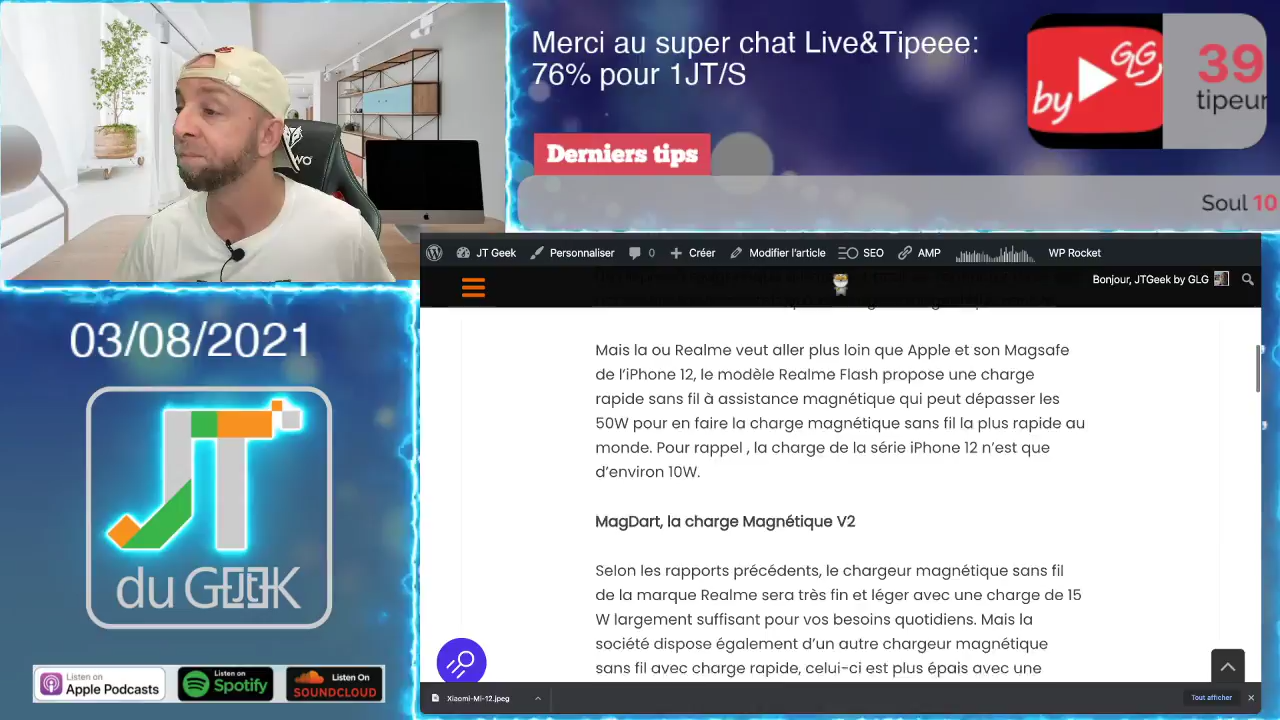 Merci au super chat Live&Tipeee:
76% pour 1JT/S
by GLG
39
tipeur
Derniers tips
Soul 10
JT Geek
Personnaliser
0
Créer
Modifier l'article
SEO
AMP
WP Rocket
Bonjour, JTGeek by GLG
03/08/2021
JT
du GEEK
Mais la ou Realme veut aller plus loin que Apple et son Magsafe
de l'iPhone 12, le modèle Realme Flash propose une charge
rapide sans fil à assistance magnétique qui peut dépasser les
50W pour en faire la charge magnétique sans fil la plus rapide au
monde. Pour rappel , la charge de la série iPhone 12 n'est que
d'environ 10W.
MagDart, la charge Magnétique V2
Selon les rapports précédents, le chargeur magnétique sans fil
de la marque Realme sera très fin et léger avec une charge de 15
W largement suffisant pour vos besoins quotidiens. Mais la
société dispose également d'un autre chargeur magnétique
sans fil avec charge rapide, celui-ci est plus épais avec une
Listen on
Apple Podcasts
Listen on
Spotify
Listen On
SOUNDCLOUD
Xiaomi-Mi-12.jpeg
Tout afficher